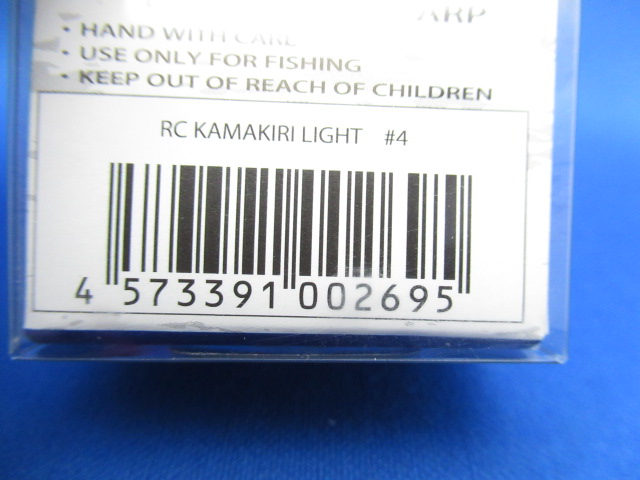 ARP
• HAND WITH CARE
• USE ONLY FOR FISHING
• KEEP OUT OF REACH OF CHILDREN
RC KAMAKIRI LIGHT #4
4 573391 002695